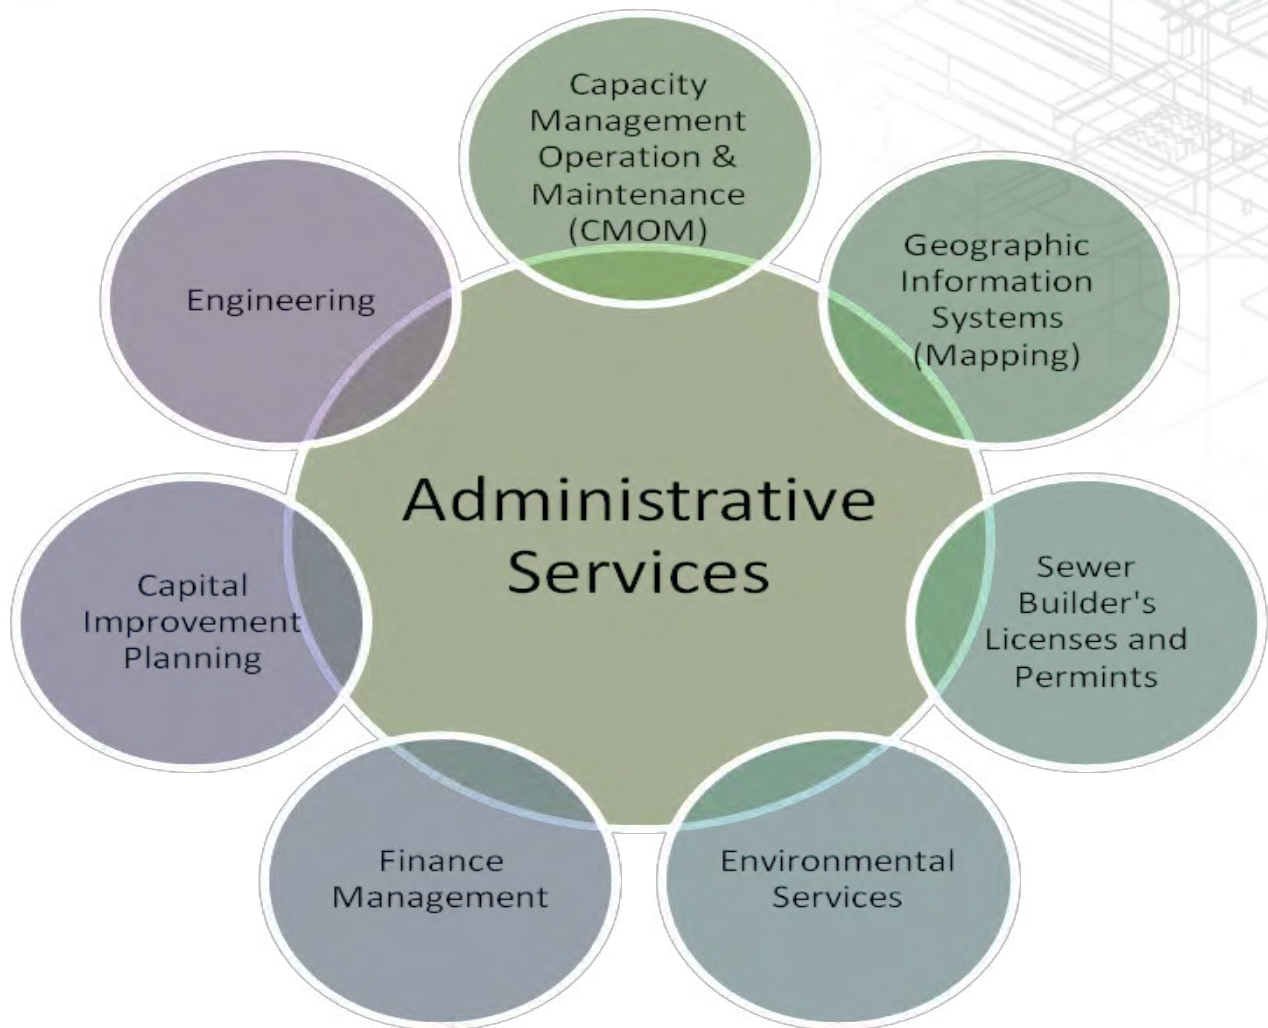 Capacity
Management
Operation &
Maintenance
(CMOM)
Geographic
Information
Systems
(Mapping)
Sewer
Builder's
Licenses and
Permints
Environmental
Services
Finance
Management
Capital
Improvement
Planning
Engineering
Administrative
Services